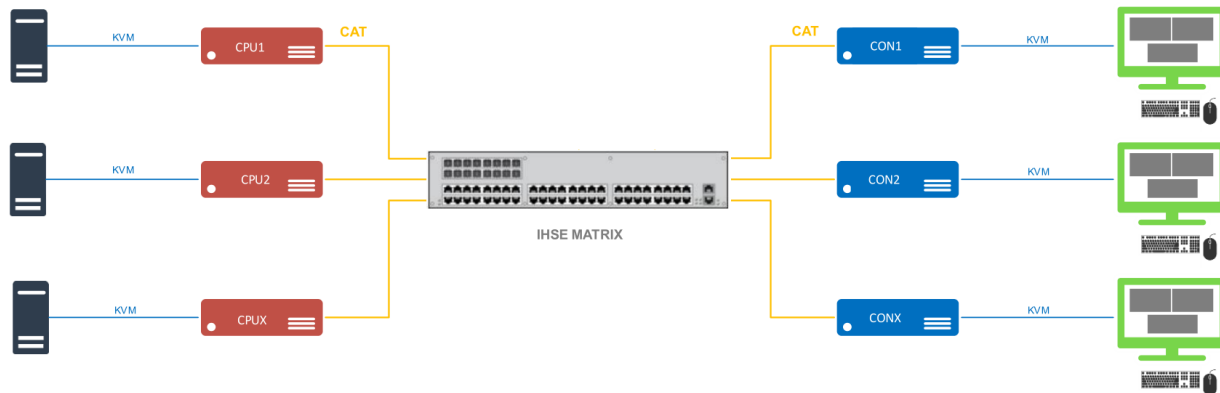 CAT
CAT
KVM
CPU1
CON1
KVM
KVM
CPU2
CON2
KVM
IHSE MATRIX
KVM
CPUX
CONX
KVM